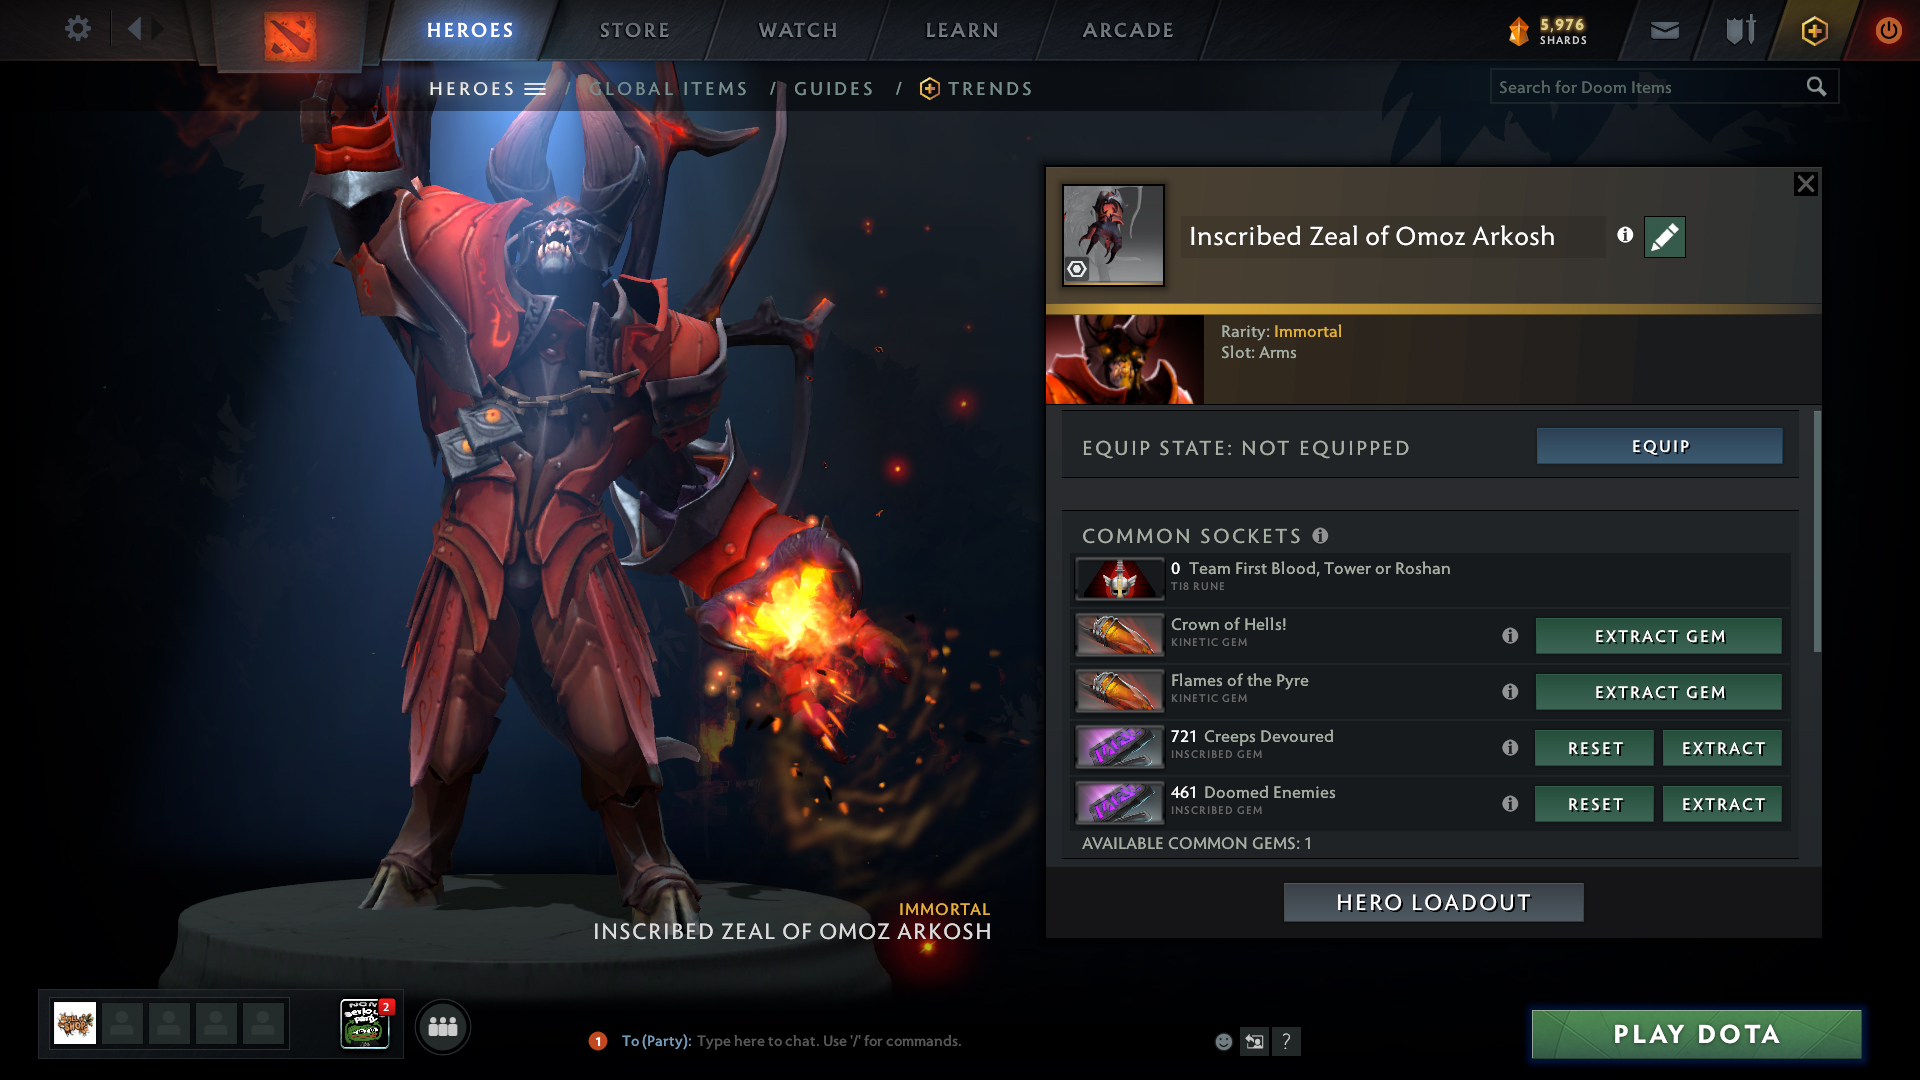 HEROES
STORE
WATCH
LEARN
ARCADE
5,976
SHARDS
HEROES / GLOBAL ITEMS / GUIDES / TRENDS
Search for Doom Items
Inscribed Zeal of Omoz Arkosh
Rarity: Immortal
Slot: Arms
EQUIP STATE: NOT EQUIPPED
EQUIP
COMMON SOCKETS
0 Team First Blood, Tower or Roshan
TI8 RUNE
Crown of Hells!
KINETIC GEM
EXTRACT GEM
Flames of the Pyre
KINETIC GEM
EXTRACT GEM
721 Creeps Devoured
INSCRIBED GEM
RESET
EXTRACT
461 Doomed Enemies
INSCRIBED GEM
RESET
EXTRACT
AVAILABLE COMMON GEMS: 1
HERO LOADOUT
IMMORTAL
INSCRIBED ZEAL OF OMOZ ARKOSH
2
NON
serious
party
1
To (Party): Type here to chat. Use '/' for commands.
?
PLAY DOTA